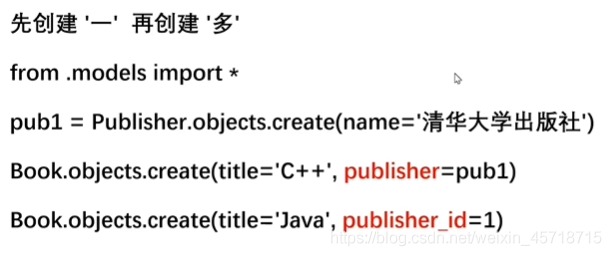 先创建 '一'  再创建 '多'
from .models import *
pub1 = Publisher.objects.create(name='清华大学出版社')
Book.objects.create(title='C++', publisher=pub1)
Book.objects.create(title='Java', publisher_id=1)
https://blog.csdn.net/weixin_45718715